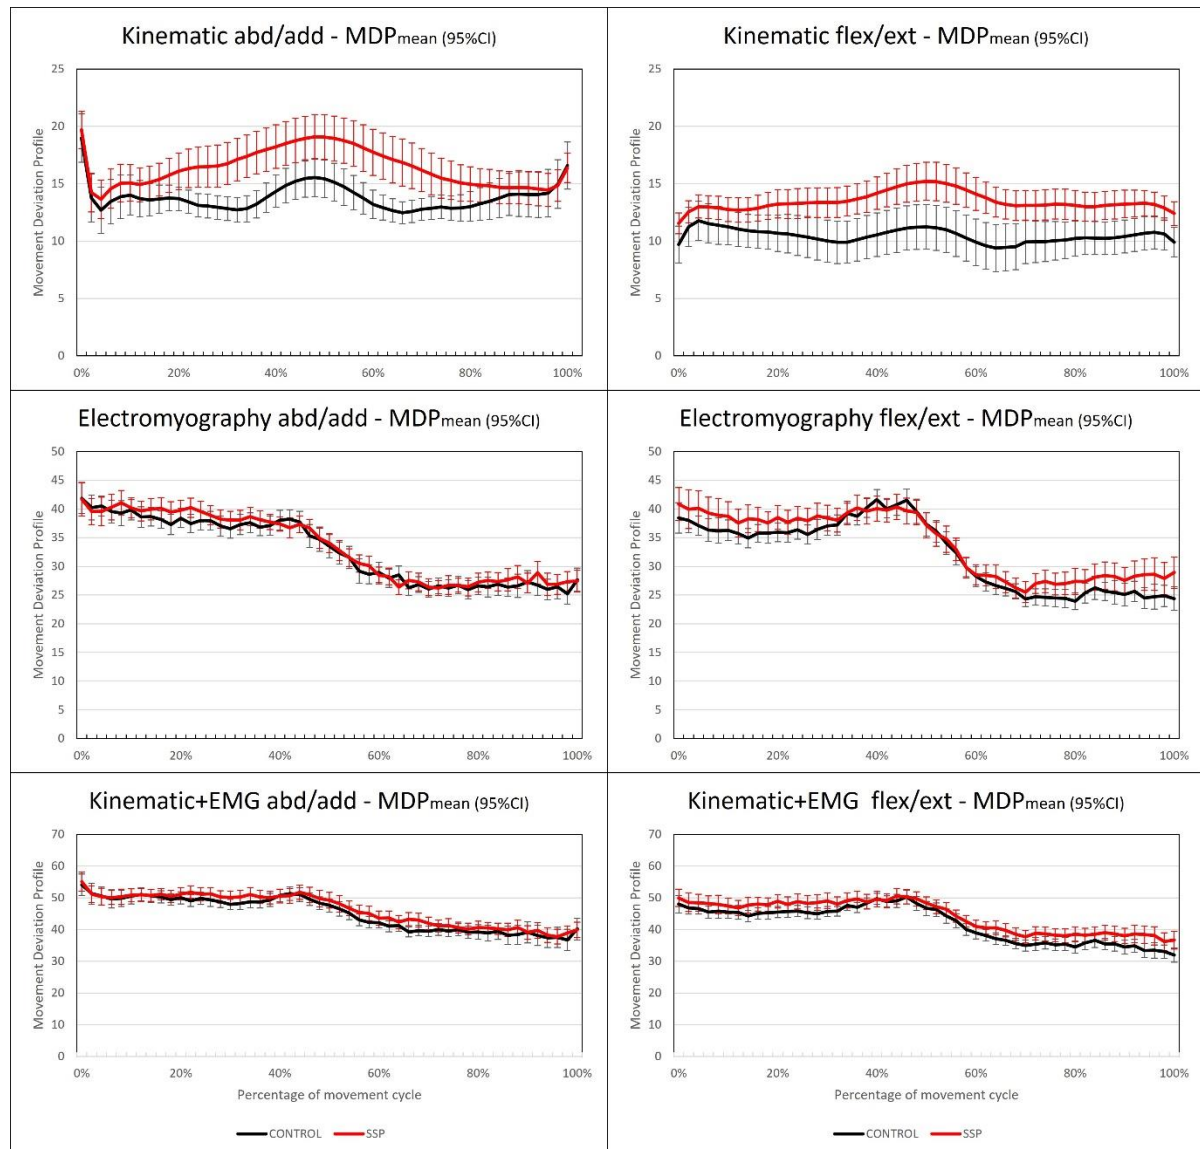 Kinematic abd/add - MDPmean (95%CI)
Movement Deviation Profile
25
20
15
10
5
0
0% 20% 40% 60% 80% 100%
Kinematic flex/ext - MDPmean (95%CI)
Movement Deviation Profile
25
20
15
10
5
0
0% 20% 40% 60% 80% 100%
Electromyography abd/add - MDPmean (95%CI)
Movement Deviation Profile
50
45
40
35
30
25
20
15
10
5
0
0% 20% 40% 60% 80% 100%
Electromyography flex/ext - MDPmean (95%CI)
Movement Deviation Profile
50
45
40
35
30
25
20
15
10
5
0
0% 20% 40% 60% 80% 100%
Kinematic+EMG abd/add - MDPmean (95%CI)
Movement Deviation Profile
70
60
50
40
30
20
10
0
0% 20% 40% 60% 80% 100%
Percentage of movement cycle
CONTROL SSP
Kinematic+EMG flex/ext - MDPmean (95%CI)
Movement Deviation Profile
70
60
50
40
30
20
10
0
0% 20% 40% 60% 80% 100%
Percentage of movement cycle
CONTROL SSP